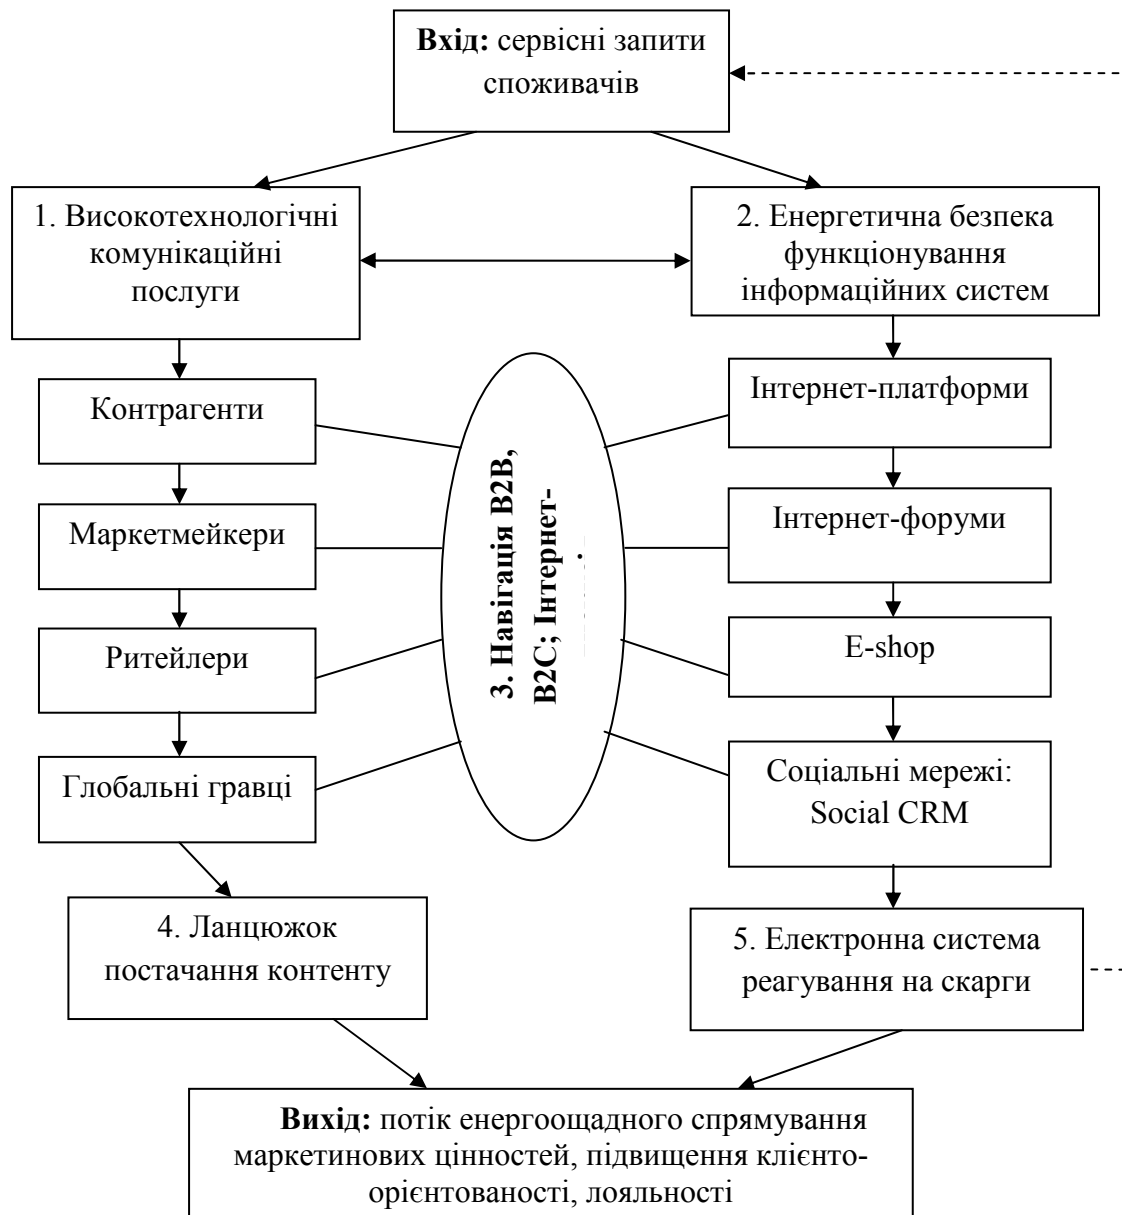 Вхід: сервісні запити
споживачів
1. Високотехнологічні
комунікаційні
послуги
2. Енергетична безпека
функціонування
інформаційних систем
Контрагенти
Інтернет-платформи
Маркетмейкери
Інтернет-форуми
3. Навігація B2B,
B2C; Інтернет-
Ритейлери
E-shop
Глобальні гравці
Соціальні мережі:
Social CRM
4. Ланцюжок
постачання контенту
5. Електронна система
реагування на скарги
Вихід: потік енергоощадного спрямування
маркетинових цінностей, підвищення клієнто-
орієнтованості, лояльності